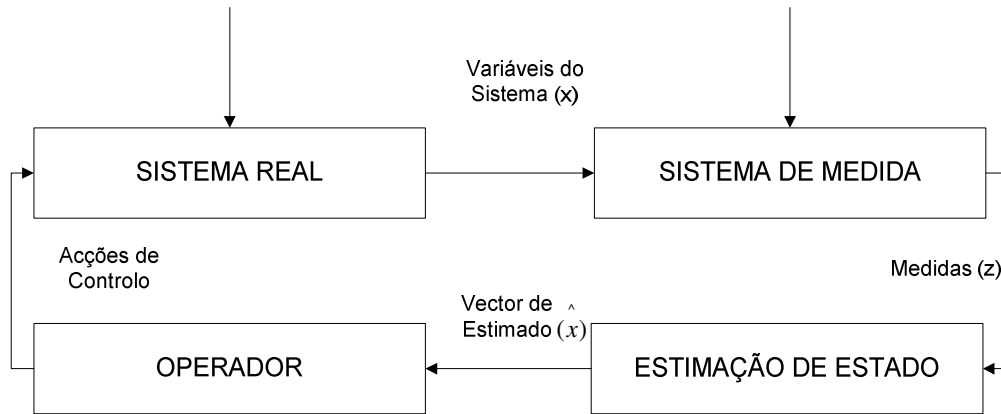 Variáveis do
Sistema (x)
SISTEMA REAL
SISTEMA DE MEDIDA
Acções de
Controlo
Medidas (z)
Vector de
Estimado (x̂)
OPERADOR
ESTIMAÇÃO DE ESTADO